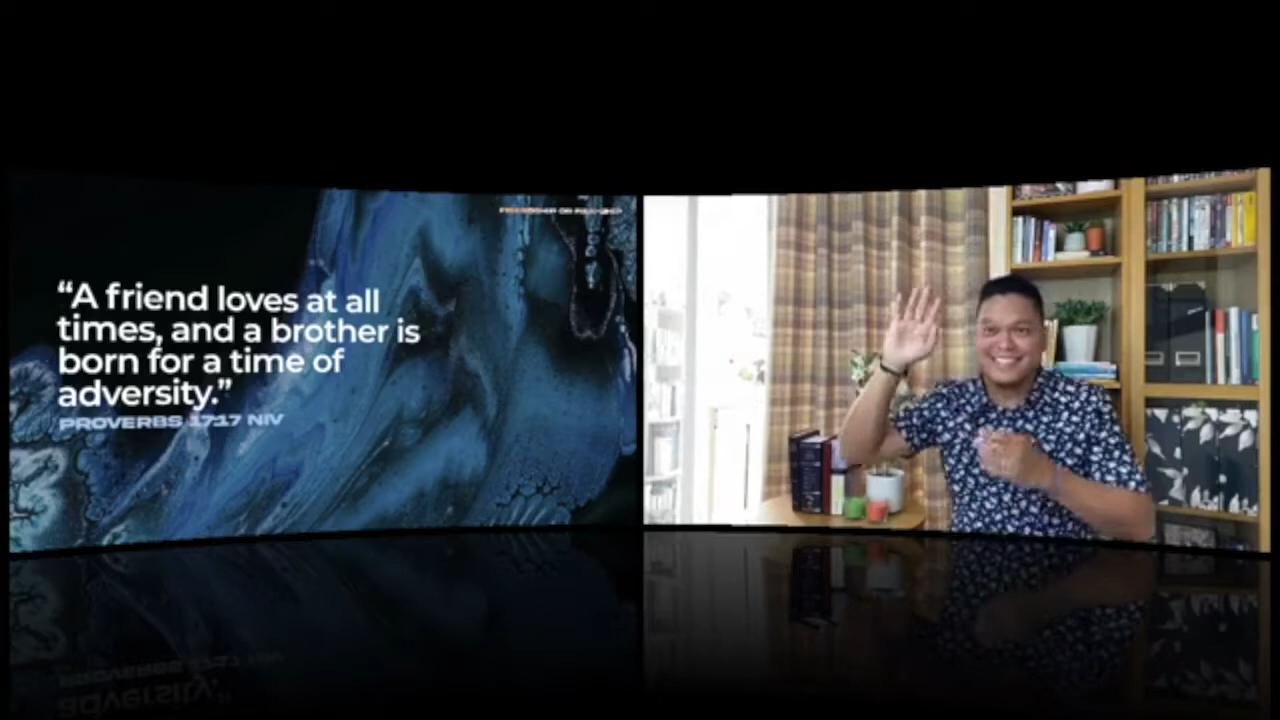 “A friend loves at all
times, and a brother is
born for a time of
adversity.”
PROVERBS 17:17 NIV